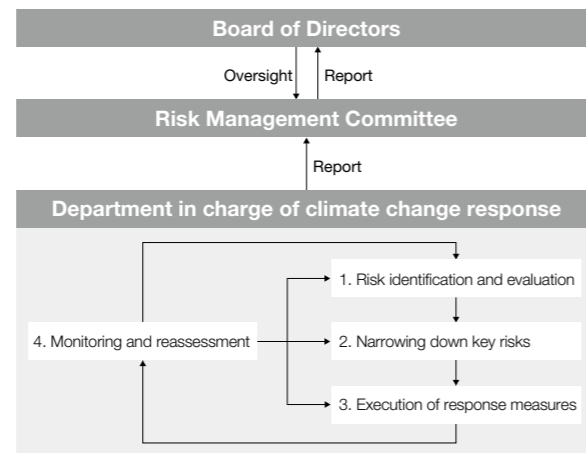 Board of Directors
Oversight
Report
Risk Management Committee
Report
Department in charge of climate change response
1. Risk identification and evaluation
4. Monitoring and reassessment
2. Narrowing down key risks
3. Execution of response measures